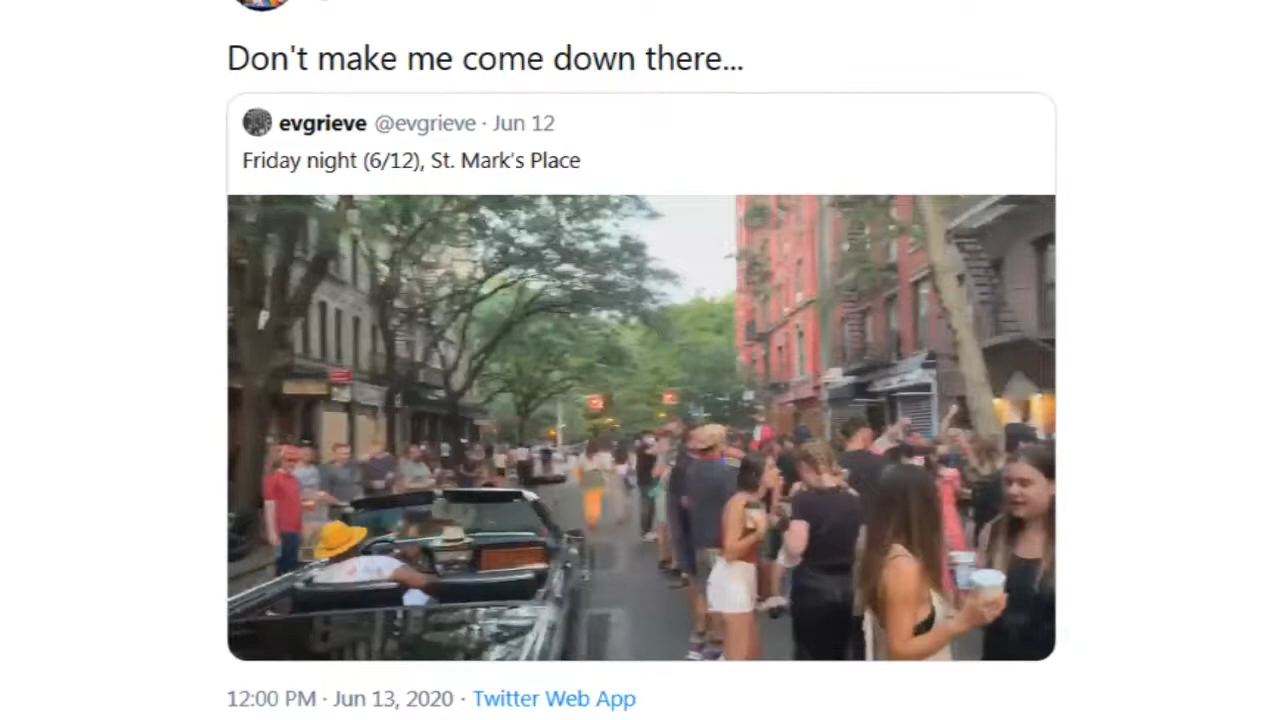 Don't make me come down there...
evgrieve @evgrieve · Jun 12
Friday night (6/12), St. Mark's Place
12:00 PM · Jun 13, 2020 · Twitter Web App